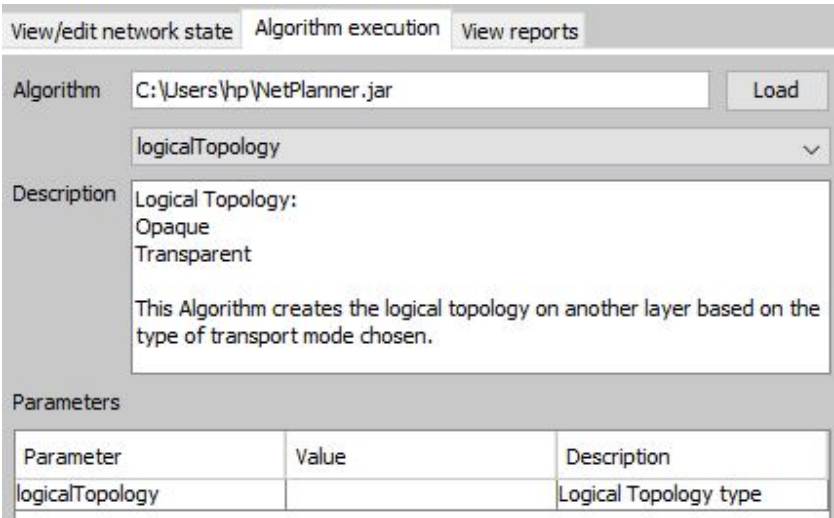 View/edit network state Algorithm execution View reports
Algorithm C:\Users\hp\NetPlanner.jar Load
logicalTopology
Description Logical Topology:
Opaque
Transparent
This Algorithm creates the logical topology on another layer based on the
type of transport mode chosen.
Parameters
Parameter Value Description
logicalTopology Logical Topology type